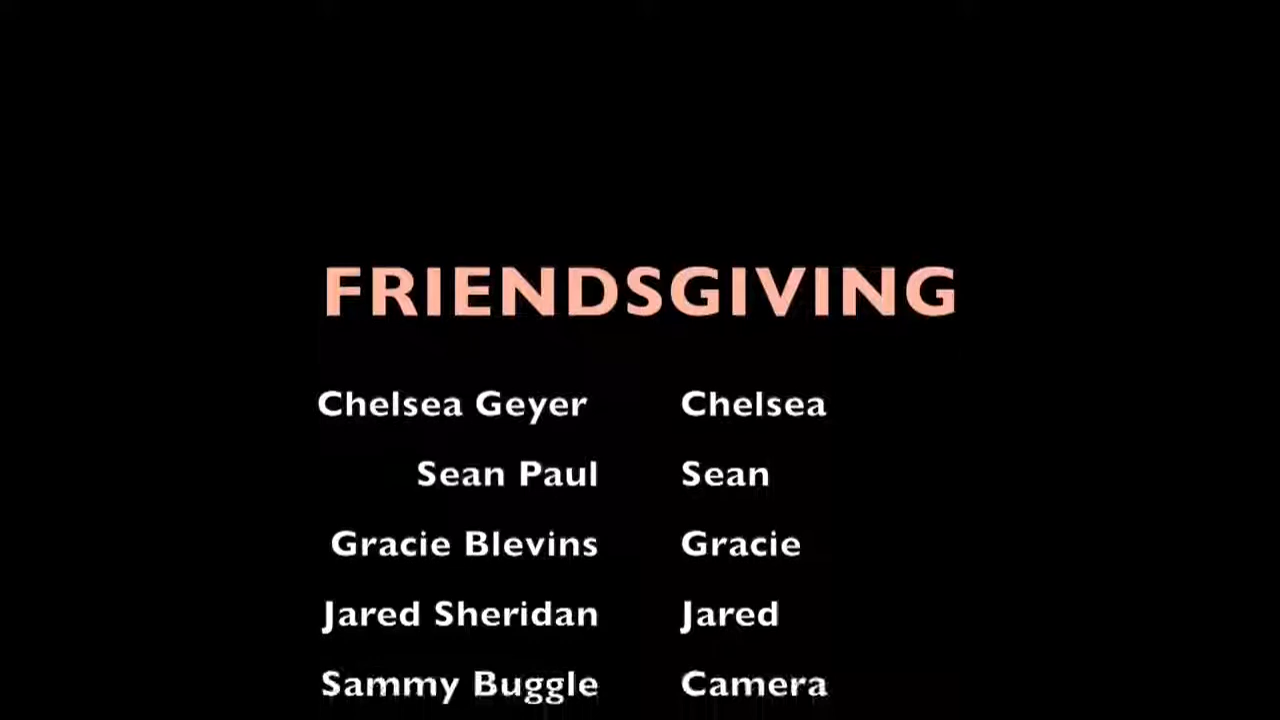 FRIENDSGIVING
Chelsea Geyer Chelsea
Sean Paul Sean
Gracie Blevins Gracie
Jared Sheridan Jared
Sammy Buggle Camera